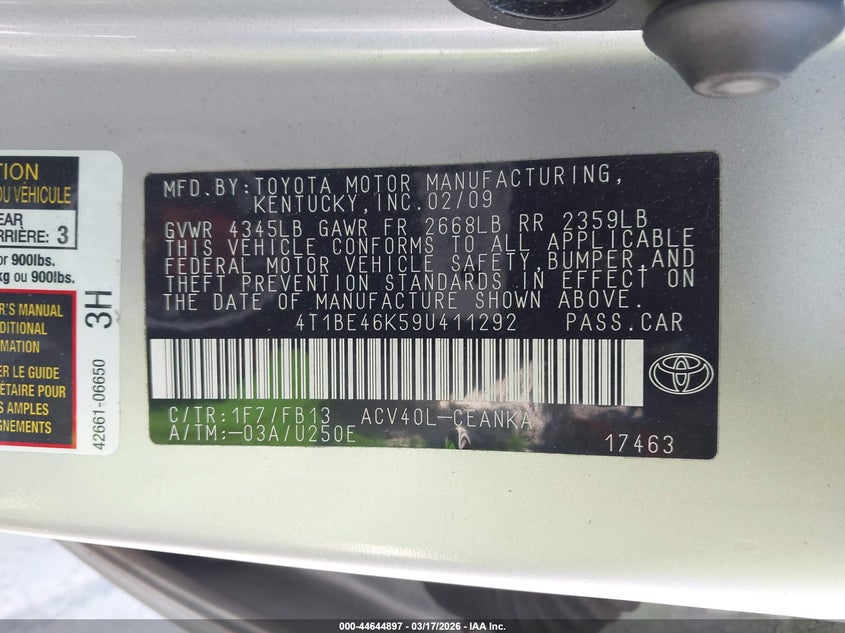 TION
OU VÉHICULE
EAR
ARRIÈRE: 3
or 900lbs.
kg ou 900lbs.
R'S MANUAL
DITIONAL
MATION
ER LE GUIDE
ÉTAIRE POUR
S AMPLES
GNEMENTS
3H
42661-06650
MFD.BY:TOYOTA MOTOR MANUFACTURING,
KENTUCKY,INC.02/09
GVWR 4345LB GAWR FR 2668LB RR 2359LB
THIS VEHICLE CONFORMS TO ALL APPLICABLE
FEDERAL MOTOR VEHICLE SAFETY,BUMPER,AND
THEFT PREVENTION STANDARDS IN EFFECT ON
THE DATE OF MANUFACTURE SHOWN ABOVE.
4T1BE46K59U411292 PASS.CAR
C/TR:1F7/FB13 ACV40L-CEANKA
A/TM:-03A/U250E
17463
000-44644897 - 03/17/2026 - IAA, Inc.